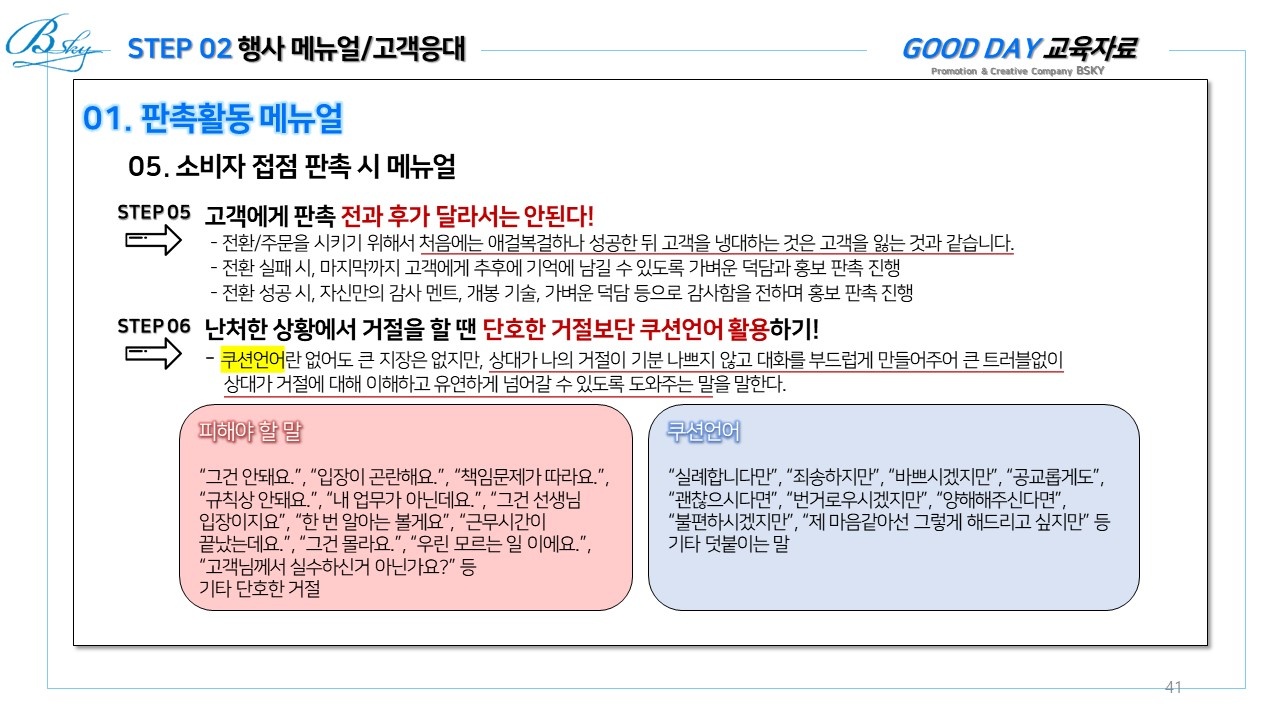 Bsky
STEP 02 행사 메뉴얼/고객응대
GOOD DAY 교육자료
Promotion & Creative Company BSKY
01. 판촉활동 메뉴얼
05. 소비자 접점 판촉 시 메뉴얼
STEP 05
고객에게 판촉 전과 후가 달라서는 안된다!
- 전환/주문을 시키기 위해서 처음에는 애걸복걸하나 성공한 뒤 고객을 냉대하는 것은 고객을 잃는 것과 같습니다.
- 전환 실패 시, 마지막까지 고객에게 추후에 기억에 남길 수 있도록 가벼운 덕담과 홍보 판촉 진행
- 전환 성공 시, 자신만의 감사 멘트, 개봉 기술, 가벼운 덕담 등으로 감사함을 전하며 홍보 판촉 진행
STEP 06
난처한 상황에서 거절을 할 땐 단호한 거절보단 쿠션언어 활용하기!
- 쿠션언어란 없어도 큰 지장은 없지만, 상대가 나의 거절이 기분 나쁘지 않고 대화를 부드럽게 만들어주어 큰 트러블없이
상대가 거절에 대해 이해하고 유연하게 넘어갈 수 있도록 도와주는 말을 말한다.
피해야 할 말
“그건 안돼요.”, “입장이 곤란해요.”, “책임문제가 따라요.”,
“규칙상 안돼요.”, “내 업무가 아닌데요.”, “그건 선생님
입장이지요”, “한 번 알아는 볼게요”, “근무시간이
끝났는데요.”, “그건 몰라요.”, “우린 모르는 일 이에요.”,
“고객님께서 실수하신거 아닌가요?” 등
기타 단호한 거절
쿠션언어
“실례합니다만”, “죄송하지만”, “바쁘시겠지만”, “공교롭게도”,
“괜찮으시다면”, “번거로우시겠지만”, “양해해주신다면”,
“불편하시겠지만”, “제 마음같아선 그렇게 해드리고 싶지만” 등
기타 덧붙이는 말
41